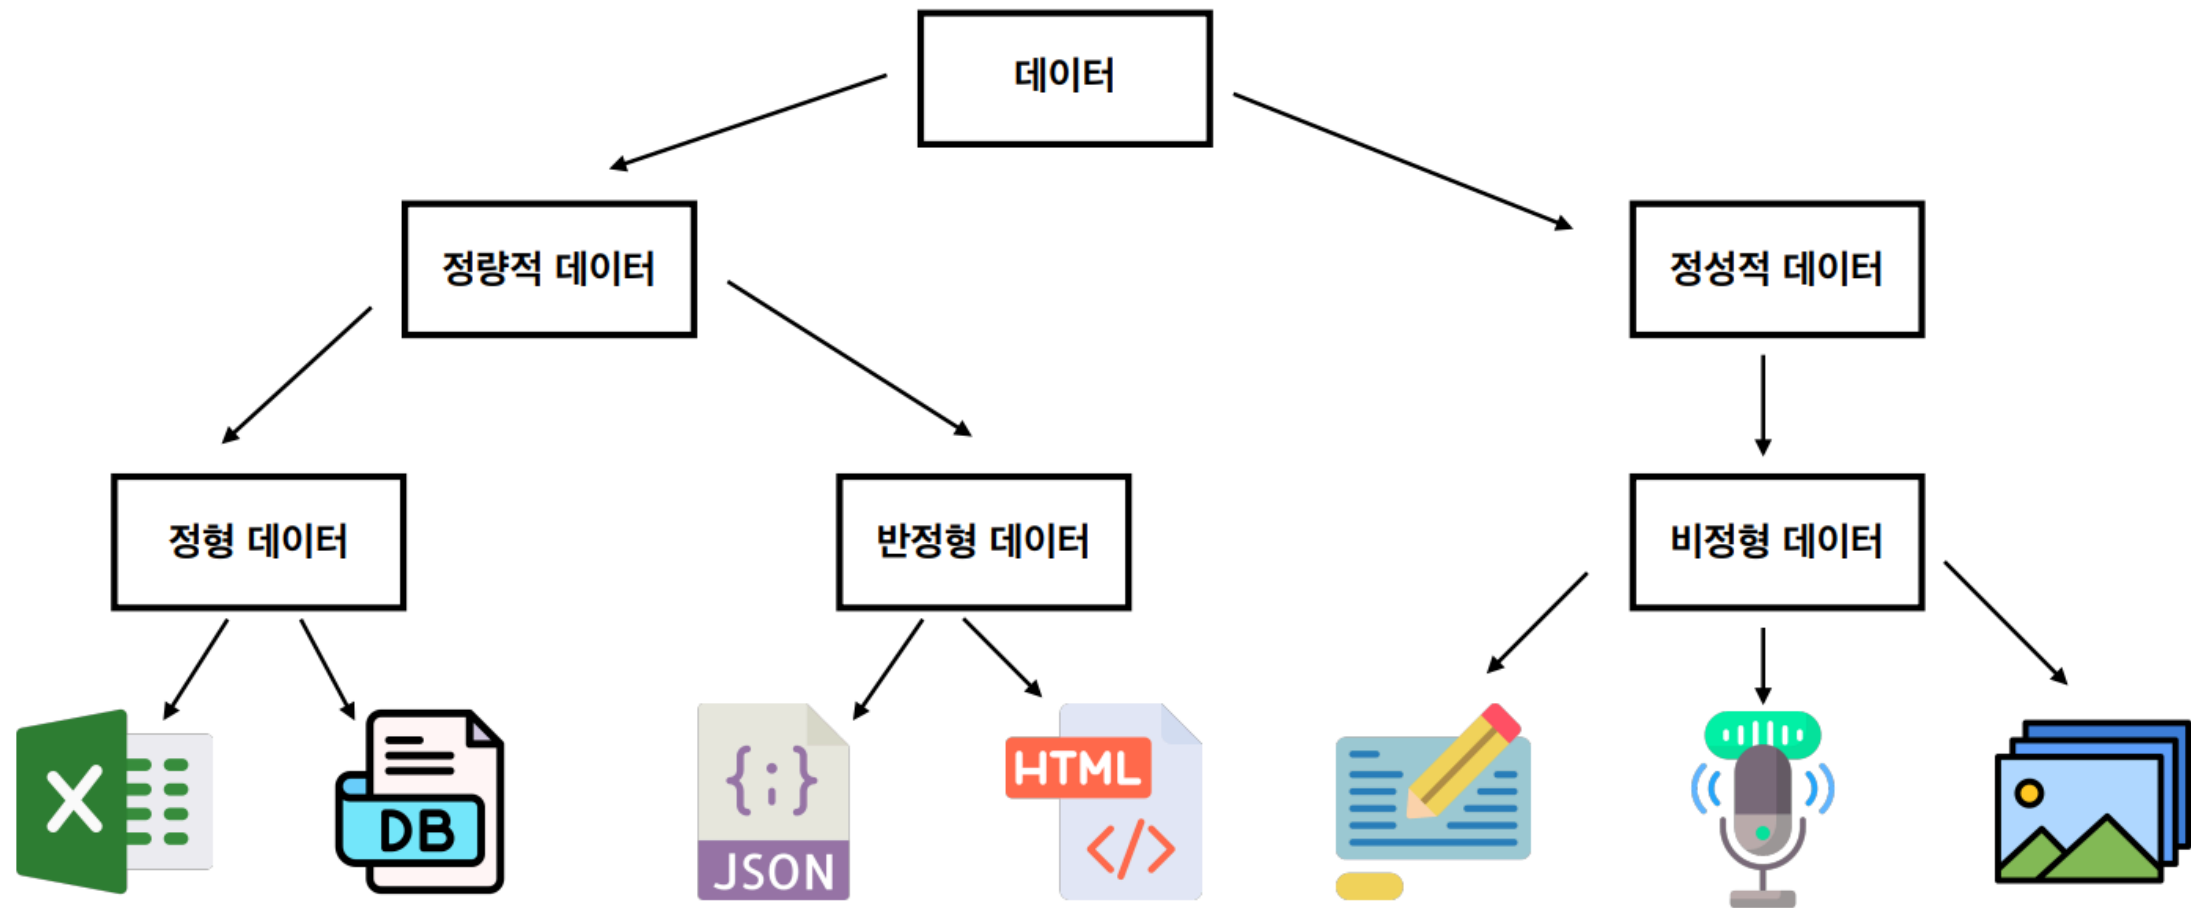 데이터
정량적 데이터
정성적 데이터
정형 데이터
반정형 데이터
비정형 데이터
X
DB
{;}
JSON
HTML
</>